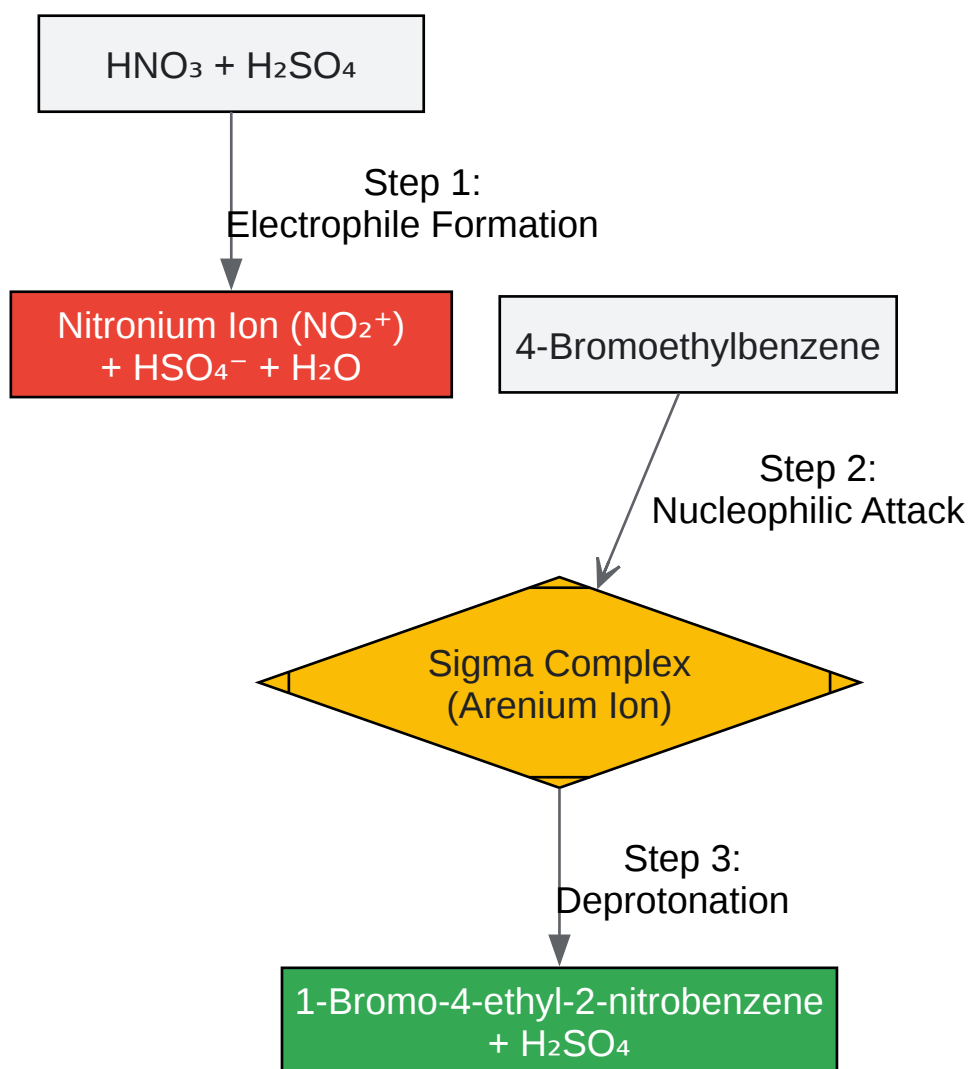 HNO₃ + H₂SO₄
Step 1:
Electrophile Formation
Nitronium Ion (NO₂⁺)
+ HSO₄⁻ + H₂O
4-Bromoethylbenzene
Step 2:
Nucleophilic Attack
Sigma Complex
(Arenium Ion)
Step 3:
Deprotonation
1-Bromo-4-ethyl-2-nitrobenzene
+ H₂SO₄